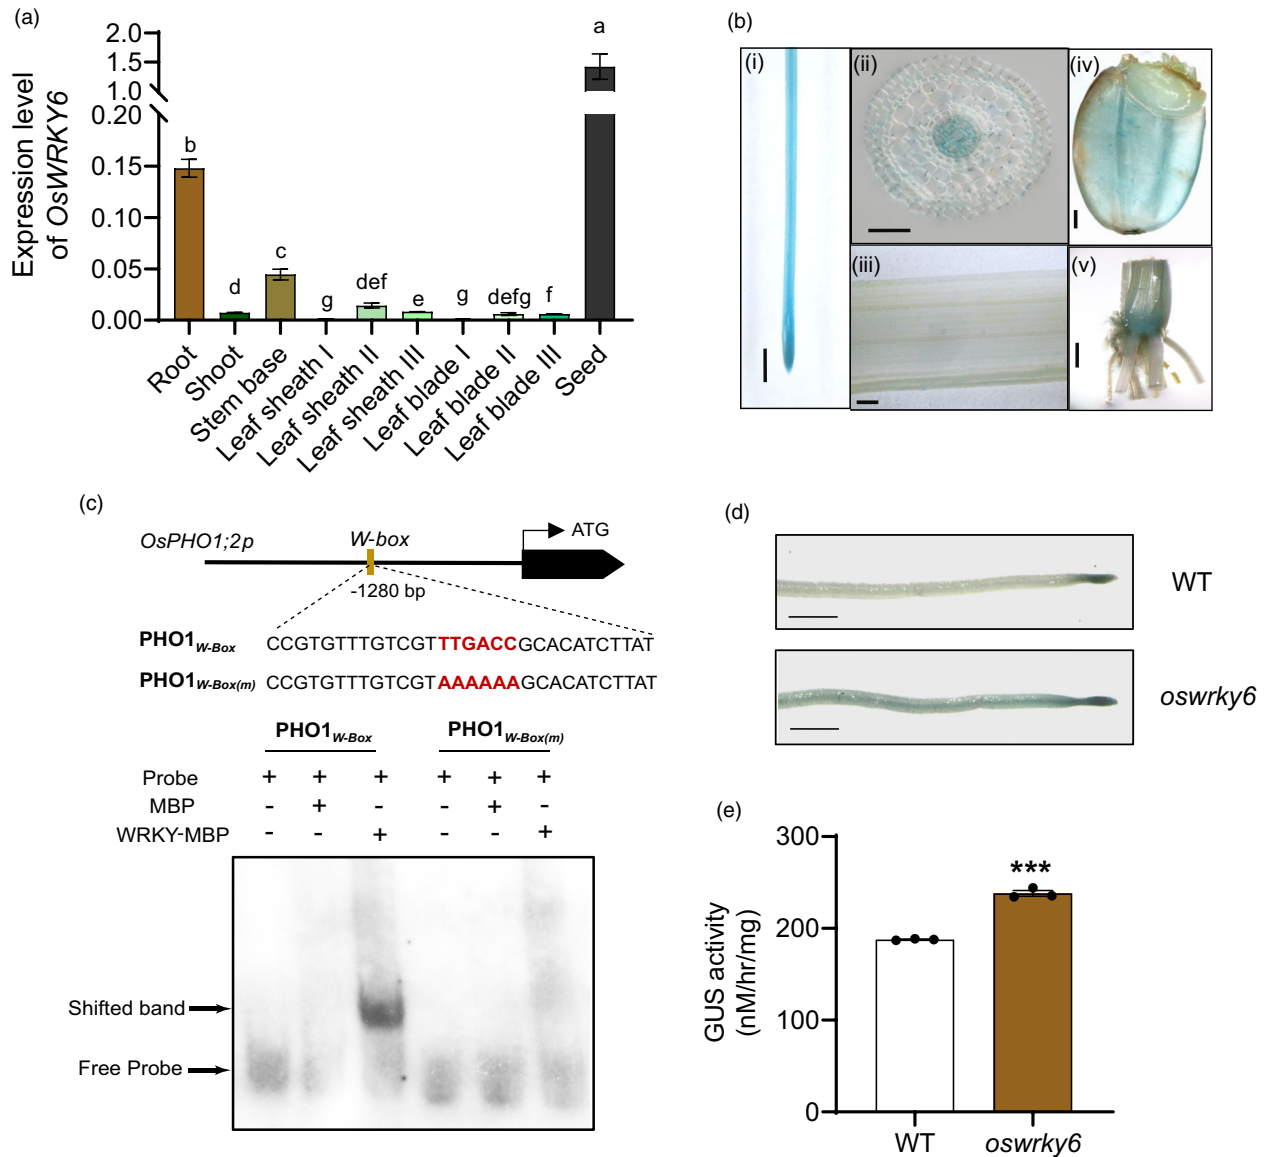 (a)
Expression level
of OsWRKY6
2.0
1.5
1.0
0.20
0.15
0.10
0.05
0.00
b
d
c
g
def
e
g
defg
f
a
Root
Shoot
Stem base
Leaf sheath I
Leaf sheath II
Leaf sheath III
Leaf blade I
Leaf blade II
Leaf blade III
Seed
(b)
(i)
(ii)
(iii)
(iv)
(v)
(c)
OsPHO1;2p
W-box
ATG
-1280 bp
PHO1W-Box CCGTGTTTGTCGTTTGACCGCACATCTTAT
PHO1W-Box(m) CCGTGTTTGTCGTAAAAAAGCACATCTTAT
PHO1W-Box PHO1W-Box(m)
Probe + + + + + +
MBP - + - - + -
WRKY-MBP - - + - - +
Shifted band
Free Probe
(d)
WT
oswrky6
(e)
GUS activity
(nM/hr/mg)
300
200
100
0
***
WT
oswrky6